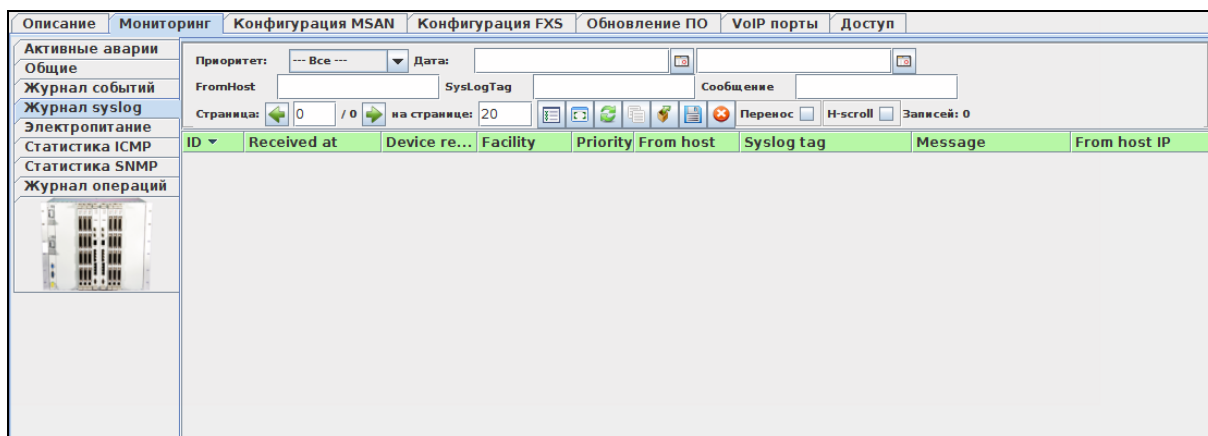 Описание Мониторинг Конфигурация MSAN Конфигурация FXS Обновление ПО VoIP порты Доступ
Активные аварии
Общие
Журнал событий
Журнал syslog
Электропитание
Статистика ICMP
Статистика SNMP
Журнал операций
Приоритет: --- Все --- Дата:
FromHost SysLogTag Сообщение
Страница: 0 / 0 на странице: 20 Перенос H-scroll Записей: 0
ID Received at Device re... Facility Priority From host Syslog tag Message From host IP